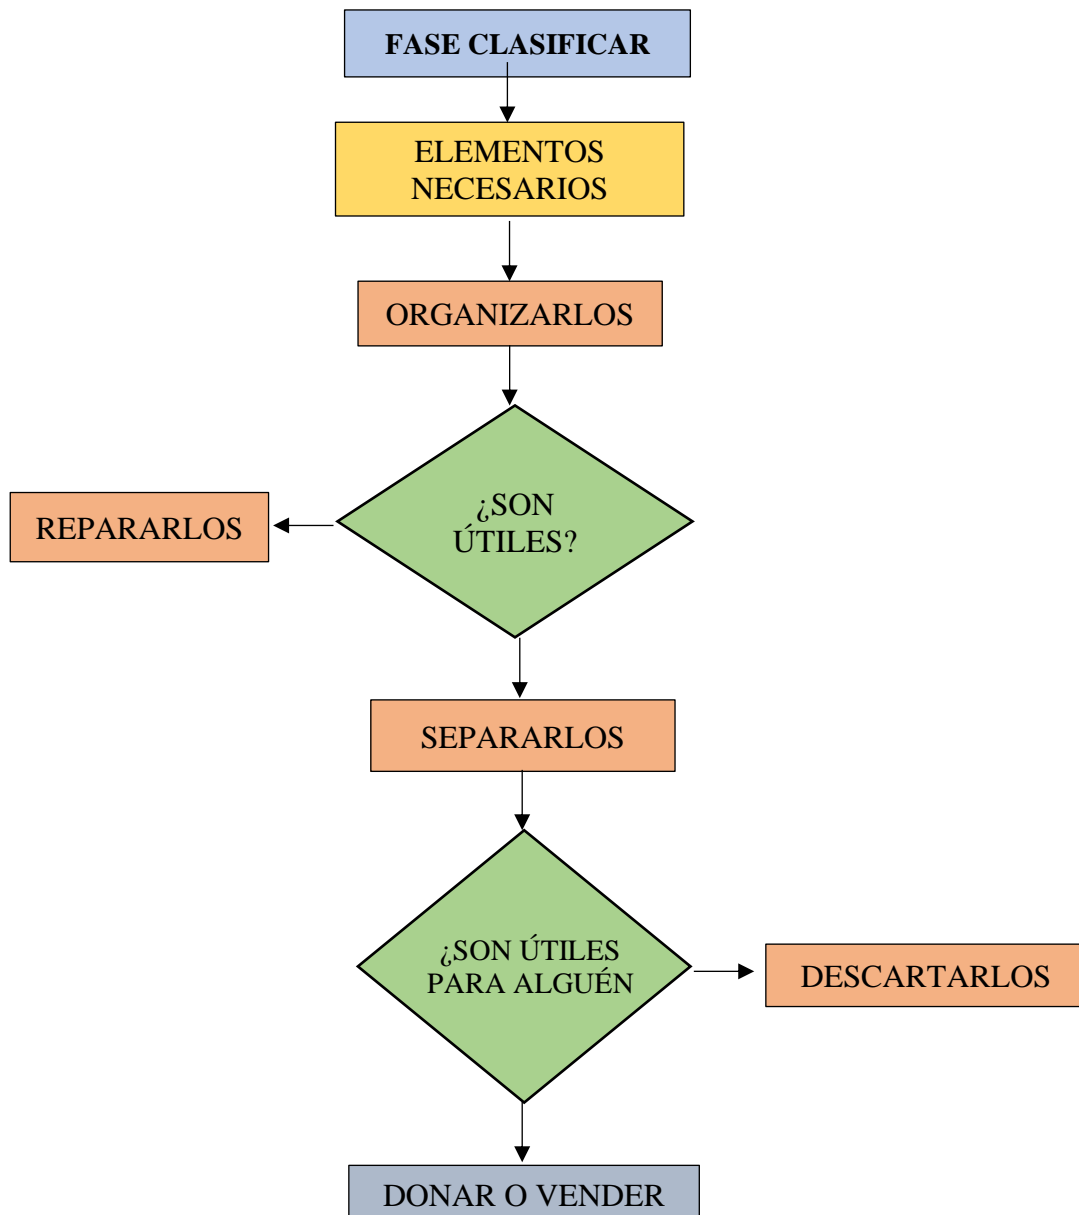 FASE CLASIFICAR
ELEMENTOS
NECESARIOS
ORGANIZARLOS
¿SON
ÚTILES?
REPARARLOS
SEPARARLOS
¿SON ÚTILES
PARA ALGUÉN
DESCARTARLOS
DONAR O VENDER